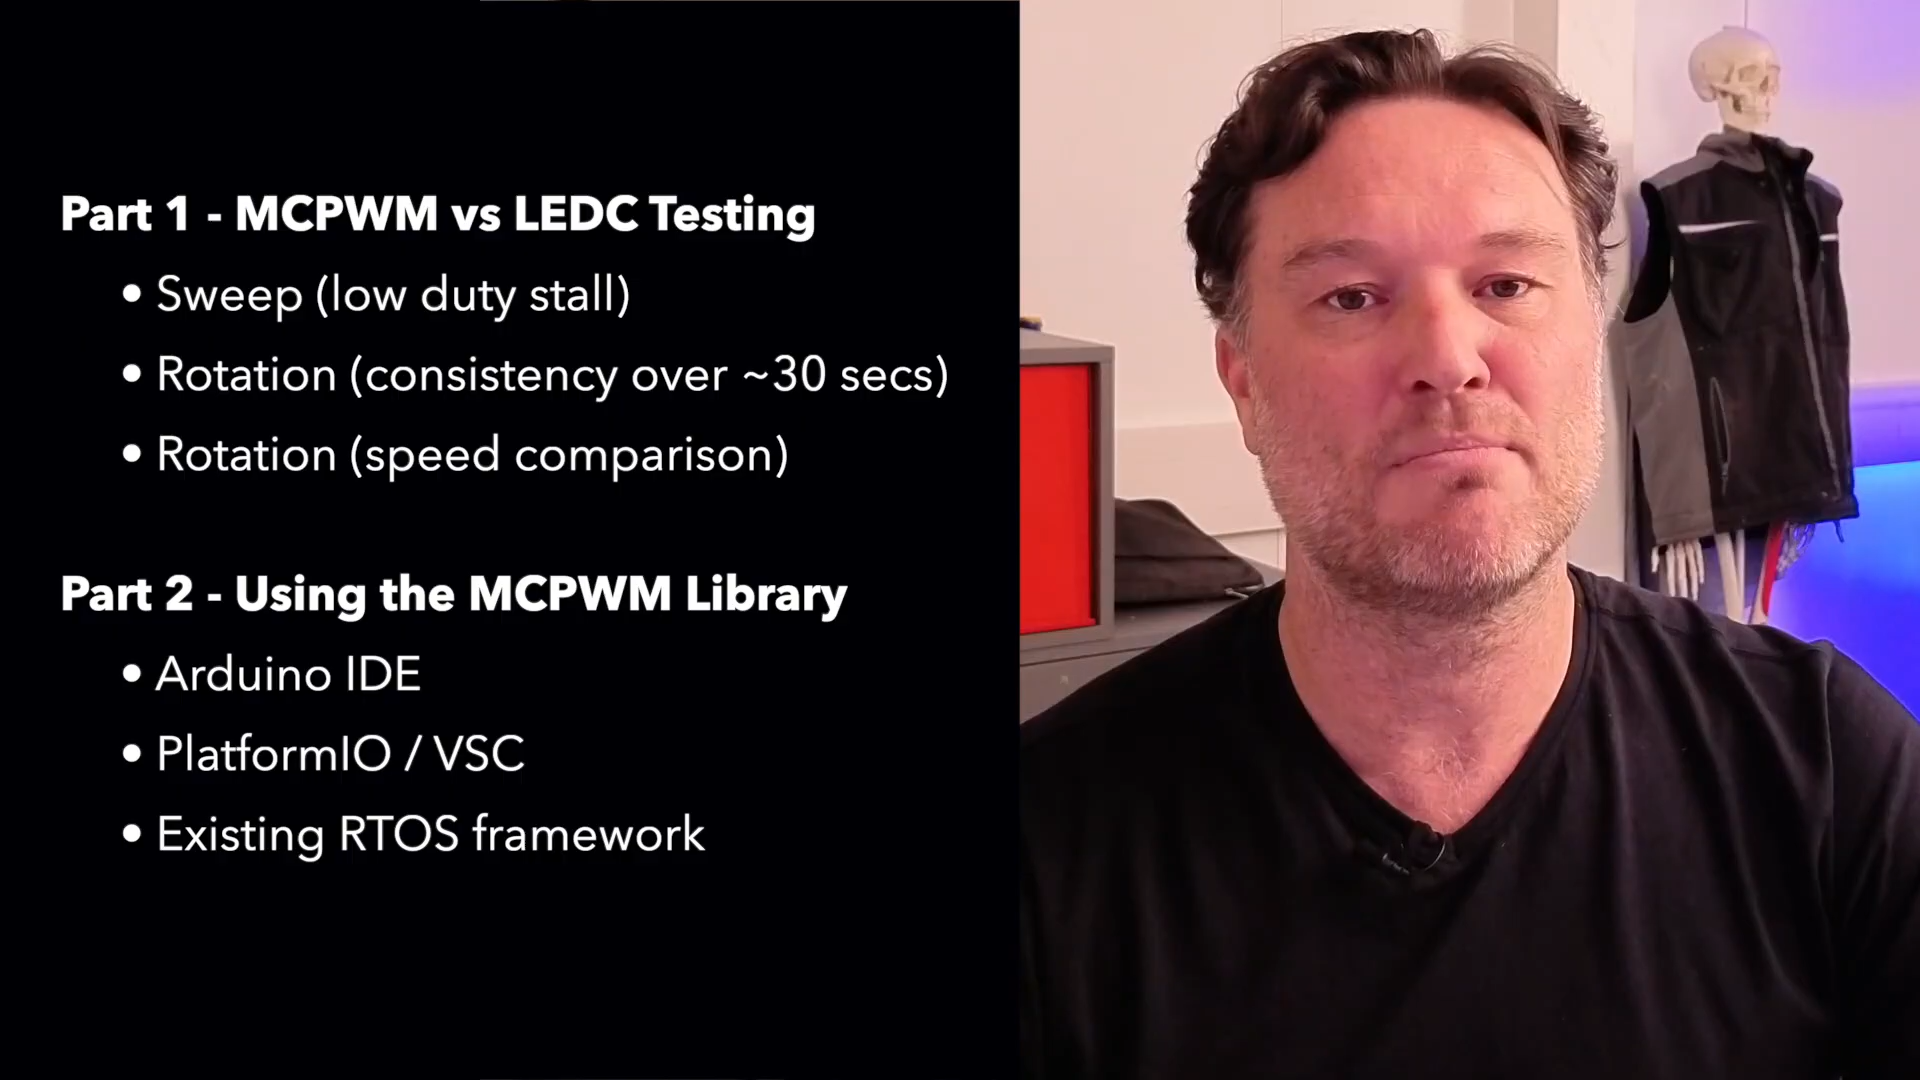 Part 1 - MCPWM vs LEDC Testing
• Sweep (low duty stall)
• Rotation (consistency over ~30 secs)
• Rotation (speed comparison)
Part 2 - Using the MCPWM Library
• Arduino IDE
• PlatformIO / VSC
• Existing RTOS framework